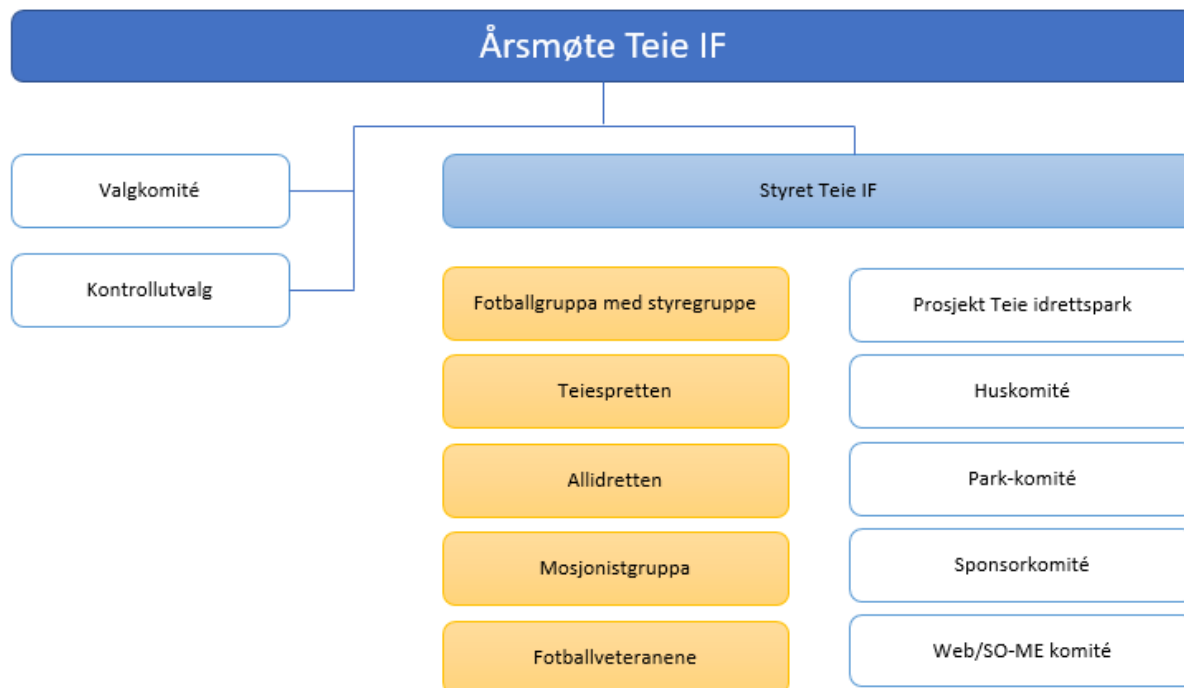 Årsmøte Teie IF
Valgkomité
Kontrollutvalg
Styret Teie IF
Fotballgruppa med styregruppe
Teiespretten
Allidretten
Mosjonistgruppa
Fotballveteranene
Prosjekt Teie idrettspark
Huskomité
Park-komité
Sponsorkomité
Web/SO-ME komité